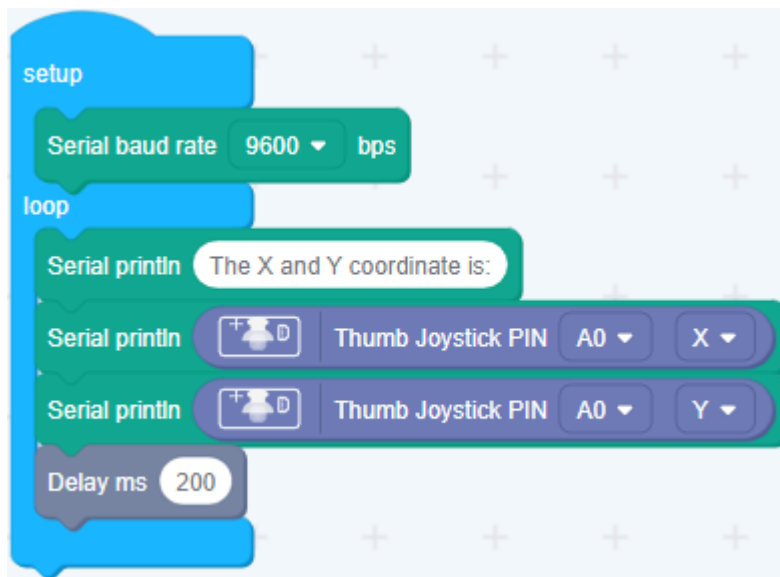 setup
Serial baud rate 9600 bps
loop
Serial println The X and Y coordinate is:
Serial println D Thumb Joystick PIN A0 X
Serial println D Thumb Joystick PIN A0 Y
Delay ms 200